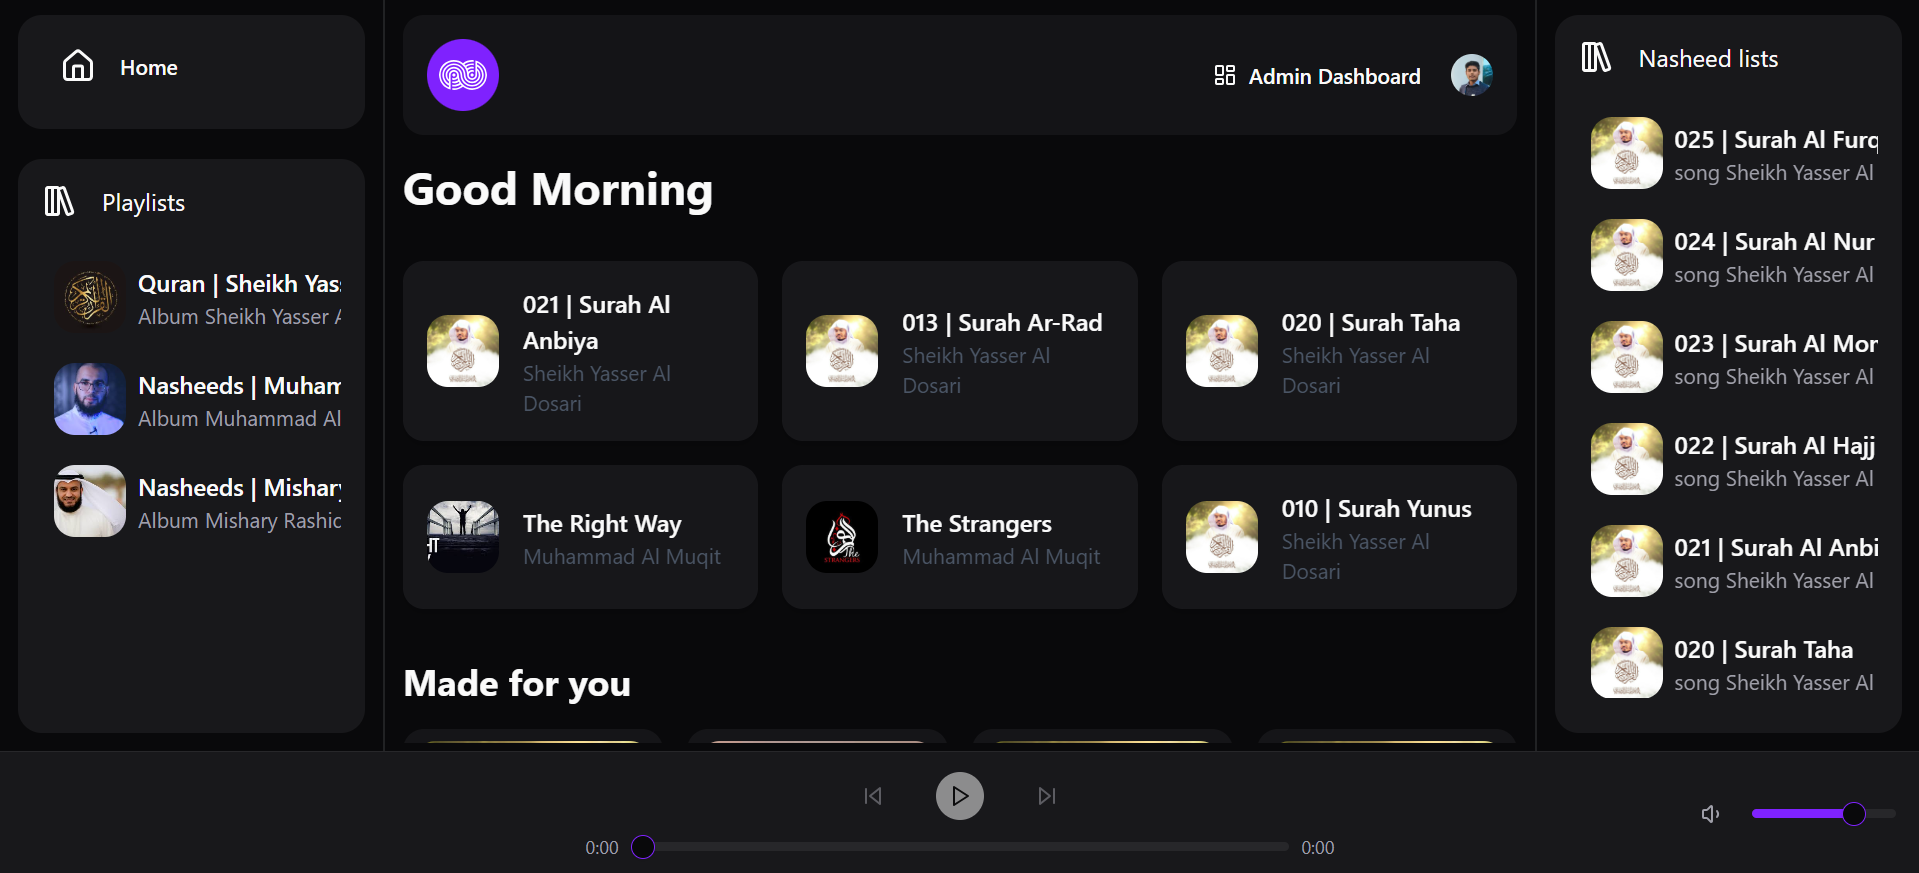 Home
Playlists
Quran | Sheikh Yas
Album Sheikh Yasser A
Nasheeds | Muham
Album Muhammad Al
Nasheeds | Mishary
Album Mishary Rashid
Admin Dashboard
Good Morning
021 | Surah Al
Anbiya
Sheikh Yasser Al
Dosari
013 | Surah Ar-Rad
Sheikh Yasser Al
Dosari
020 | Surah Taha
Sheikh Yasser Al
Dosari
The Right Way
Muhammad Al Muqit
The
STRANGERS
The Strangers
Muhammad Al Muqit
010 | Surah Yunus
Sheikh Yasser Al
Dosari
Made for you
Nasheed lists
025 | Surah Al Furq
song Sheikh Yasser Al
024 | Surah Al Nur
song Sheikh Yasser Al
023 | Surah Al Mor
song Sheikh Yasser Al
022 | Surah Al Hajj
song Sheikh Yasser Al
021 | Surah Al Anbi
song Sheikh Yasser Al
020 | Surah Taha
song Sheikh Yasser Al
0:00
0:00